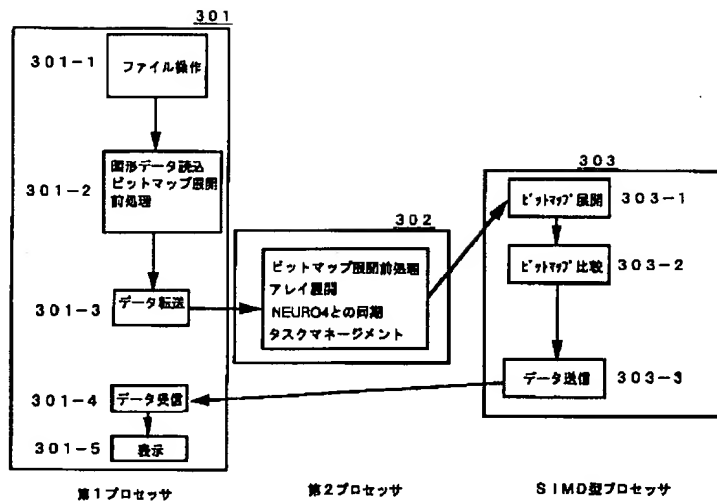 301
301-1
ファイル操作
301-2
図形データ読込
ビットマップ展開
前処理
301-3
データ転送
301-4
データ受信
301-5
表示
第1プロセッサ
302
ビットマップ展開前処理
アレイ展開
NEURO4との同期
タスクマネージメント
第2プロセッサ
303
ビットマップ展開
303-1
ビットマップ比較
303-2
データ送信
303-3
SIMD型プロセッサ